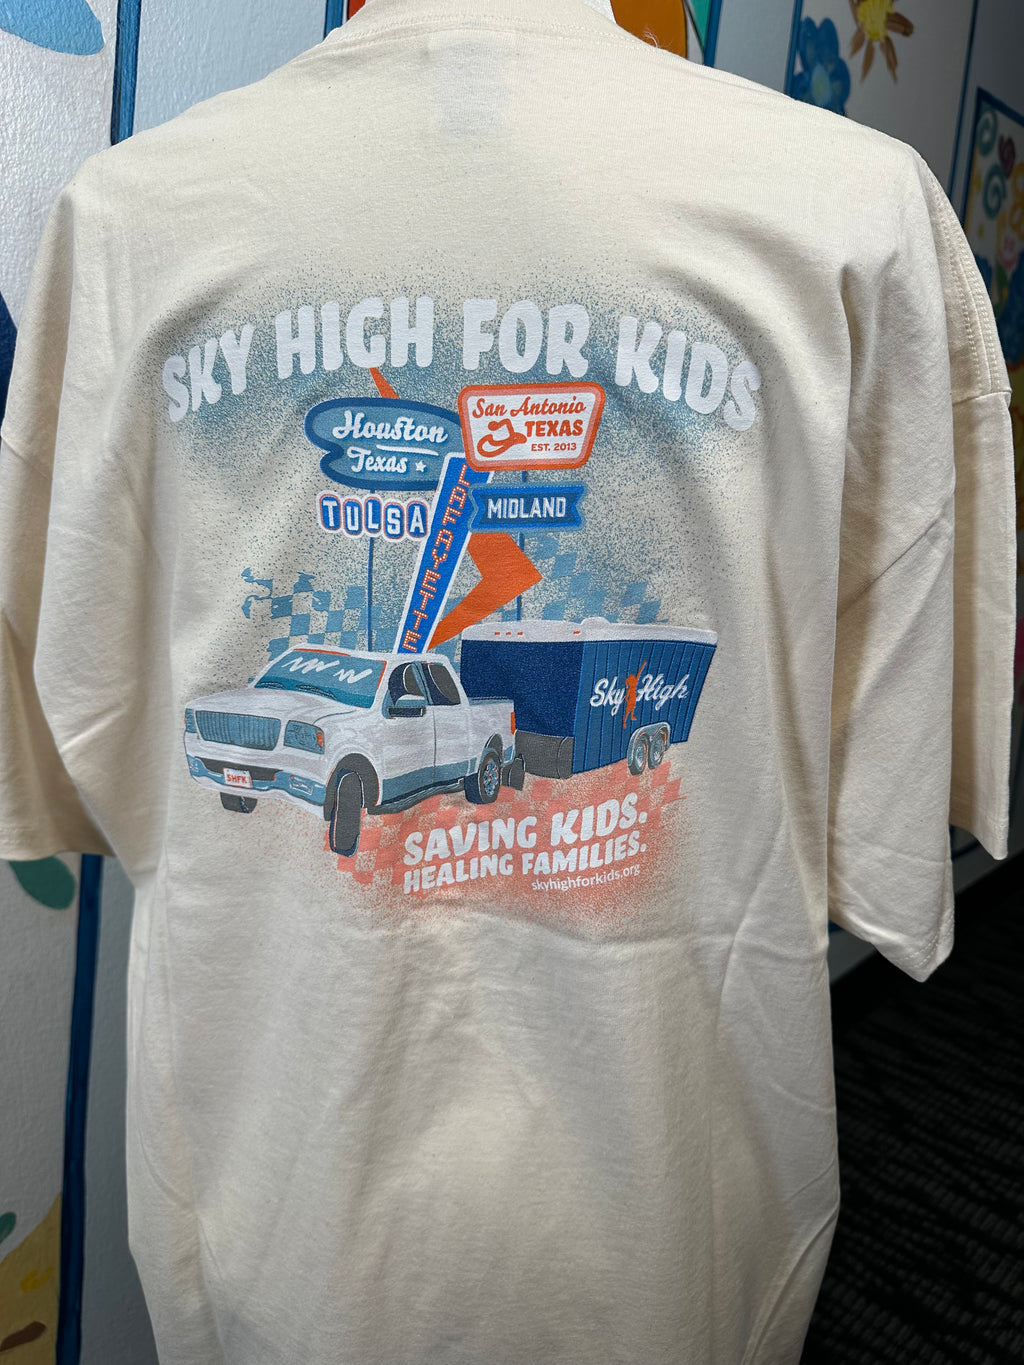 SKY HIGH FOR KIDS
Houston
Texas
San Antonio
TEXAS
EST. 2013
TULSA
LAFAYETTE
MIDLAND
Sky High
SHFK
SAVING KIDS.
HEALING FAMILIES.
skyhighforkids.org